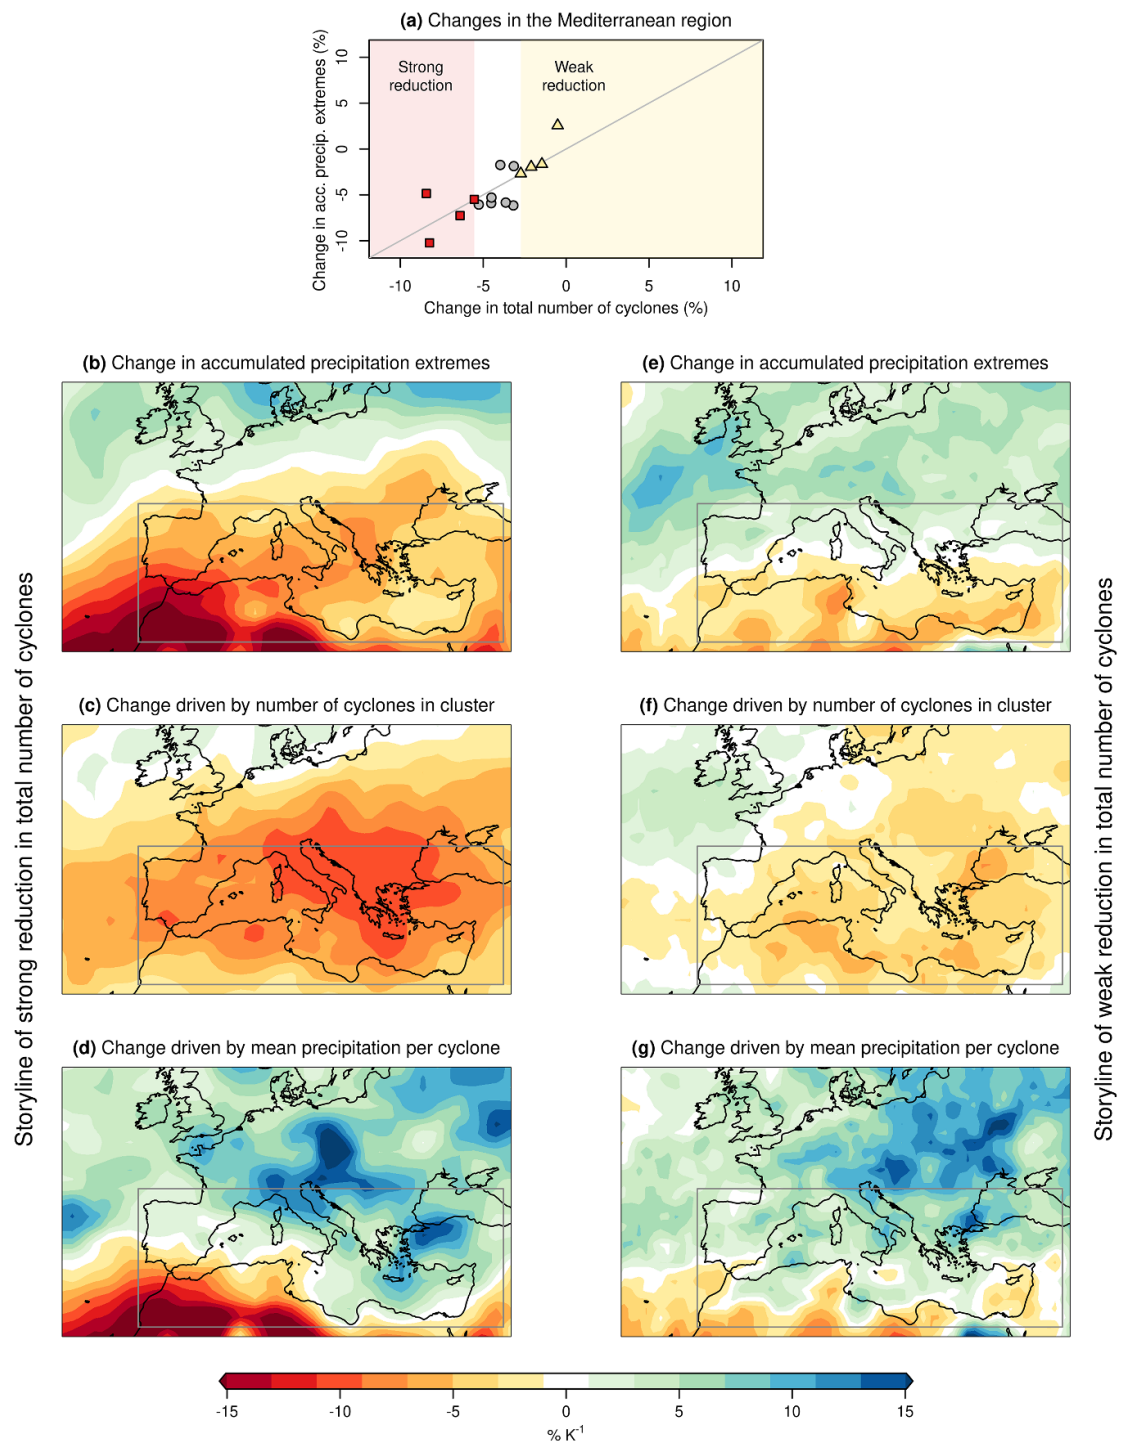 (a) Changes in the Mediterranean region
Change in acc. precip. extremes (%)
10
5
0
-5
-10
Strong
reduction
Weak
reduction
-10
-5
0
5
10
Change in total number of cyclones (%)
Storyline of strong reduction in total number of cyclones
(b) Change in accumulated precipitation extremes
(e) Change in accumulated precipitation extremes
(c) Change driven by number of cyclones in cluster
(f) Change driven by number of cyclones in cluster
(d) Change driven by mean precipitation per cyclone
(g) Change driven by mean precipitation per cyclone
Storyline of weak reduction in total number of cyclones
-15
-10
-5
0
5
10
15
% K⁻¹